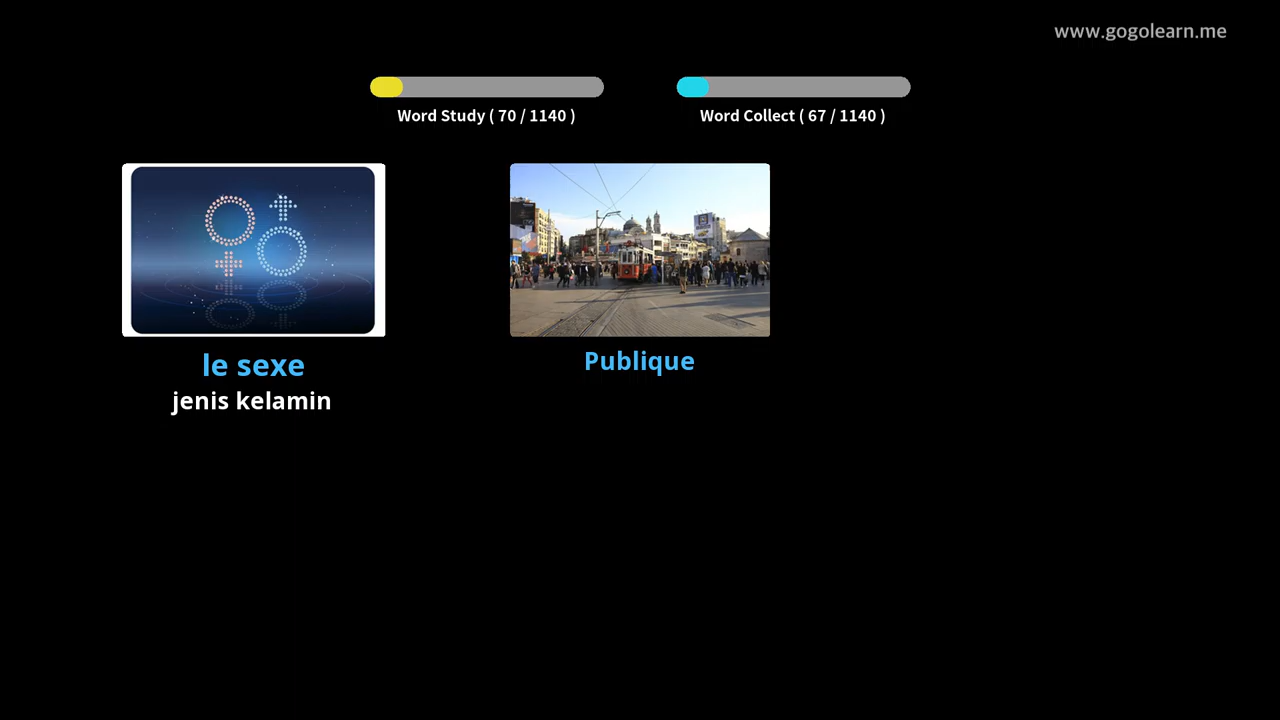 www.gogolearn.me
Word Study ( 70 / 1140 )
Word Collect ( 67 / 1140 )
le sexe
jenis kelamin
Publique